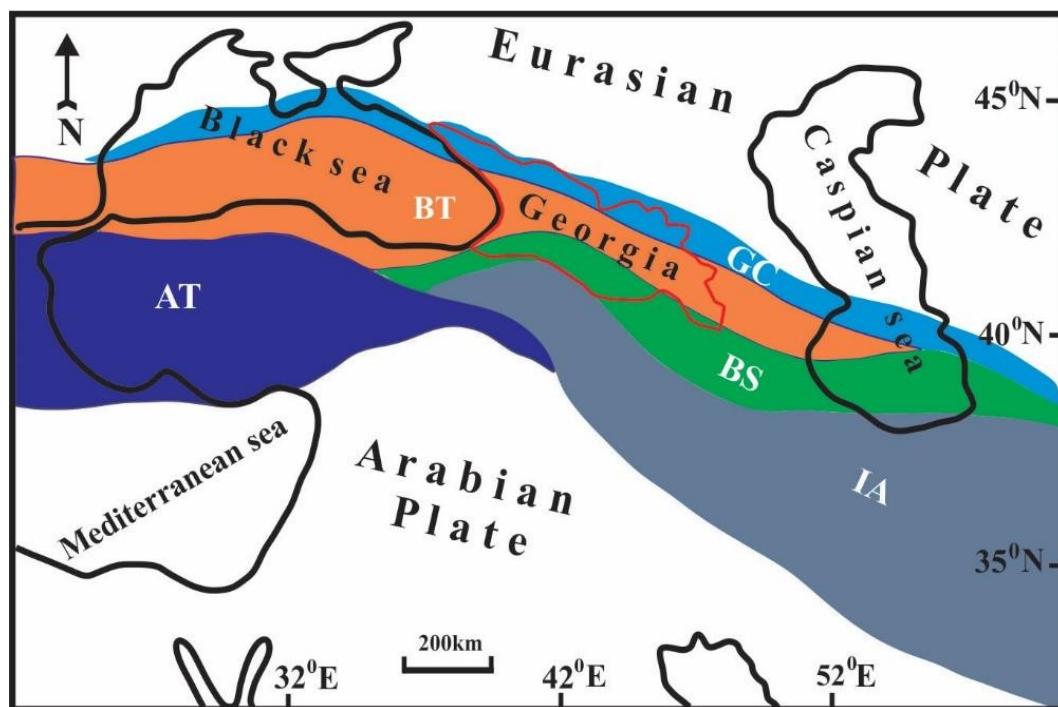 Eurasian
Plate
45⁰N
N
Black sea
BT
Georgia
GC
Caspian sea
40⁰N
AT
BS
Mediterranean sea
Arabian
Plate
IA
35⁰N
200km
32⁰E
42⁰E
52⁰E